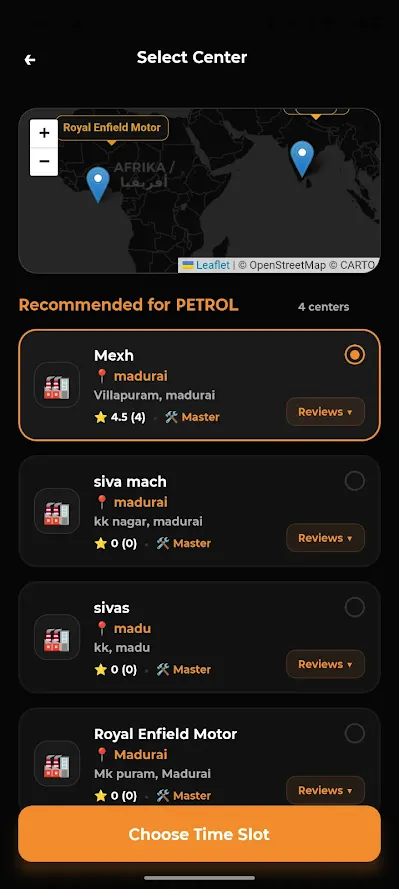 Select Center
+
−
Royal Enfield Motor
AFRIKA /
أفريقيا
Leaflet | © OpenStreetMap © CARTO
Recommended for PETROL
4 centers
Mexh
madurai
Villapuram, madurai
4.5 (4) • Master
Reviews ▾
siva mach
madurai
kk nagar, madurai
0 (0) • Master
Reviews ▾
sivas
madu
kk, madu
0 (0) • Master
Reviews ▾
Royal Enfield Motor
Madurai
Mk puram, Madurai
0 (0) • Master
Reviews ▾
Choose Time Slot